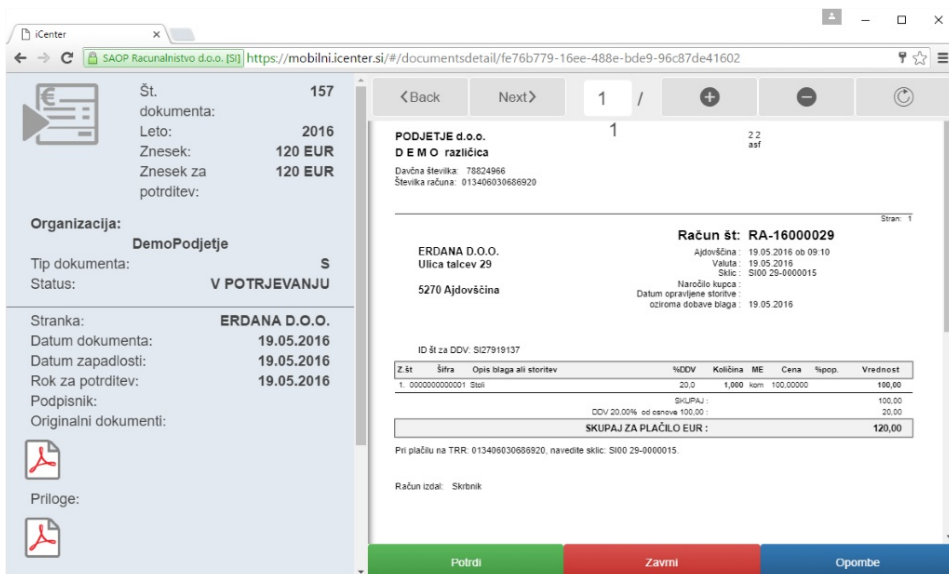 iCenter
SAOP Racunalnistvo d.o.o. [SI] https://mobilni.icenter.si/#/documentsdetail/fe76b779-16ee-488e-bde9-96c87de41602
Št. dokumenta: 157
Leto: 2016
Znesek: 120 EUR
Znesek za potrditev: 120 EUR
Organizacija:
DemoPodjetje
Tip dokumenta: S
Status: V POTRJEVANJU
Stranka: ERDANA D.O.O.
Datum dokumenta: 19.05.2016
Datum zapadlosti: 19.05.2016
Rok za potrditev: 19.05.2016
Podpisnik:
Originalni dokumenti:
Priloge:
Back Next 1 /
1
PODJETJE d.o.o.
D E M O različica
2 2
asf
Davčna številka: 78824966
Številka računa: 013406030686920
Stran: 1
Račun št: RA-16000029
ERDANA D.O.O.
Ulica talcev 29
5270 Ajdovščina
Ajdovščina : 19.05.2016 ob 09:10
Valuta : 19.05.2016
Sklic : SI00 29-0000015
Naročilo kupca :
Datum opravljene storitve :
oziroma dobave blaga : 19.05.2016
ID št za DDV: SI27919137
Z.št Šifra Opis blaga ali storitev %DDV Količina ME Cena %pop. Vrednost
1. 0000000000001 Stoli 20.0 1,000 kom 100,00000 100,00
SKUPAJ : 100,00
DDV 20.00% od osnove 100,00 : 20,00
SKUPAJ ZA PLAČILO EUR : 120,00
Pri plačilu na TRR: 013406030686920, navedite sklic: SI00 29-0000015.
Račun izdal: Skrbnik
Potrdi Zavrni Opombe